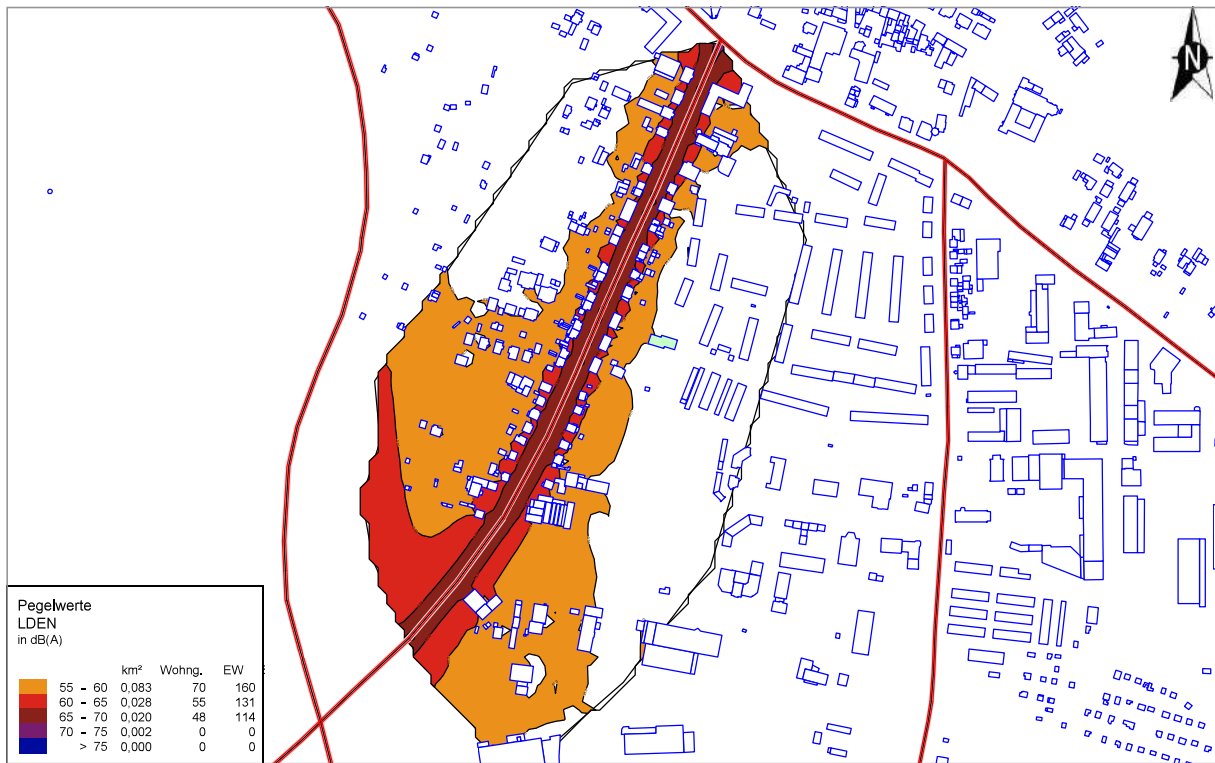 N
Pegelwerte
LDEN
in dB(A)
km² Wohng. EW
55 - 60 0,083 70 160
60 - 65 0,028 55 131
65 - 70 0,020 48 114
70 - 75 0,002 0 0
> 75 0,000 0 0